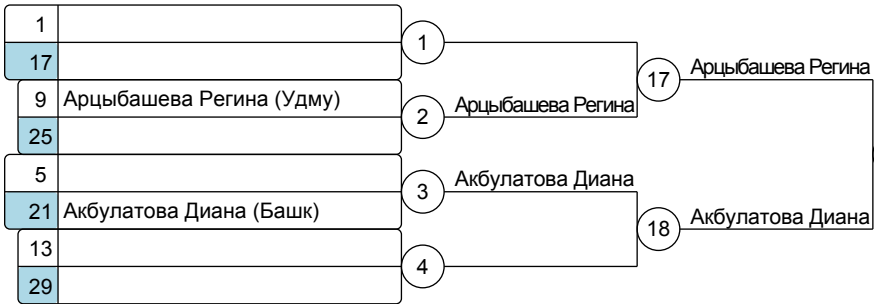 1
17
1
9 Арцыбашева Регина (Удму)
25
2 Арцыбашева Регина
17 Арцыбашева Регина
5
21 Акбулатова Диана (Башк)
3 Акбулатова Диана
13
29
4
18 Акбулатова Диана